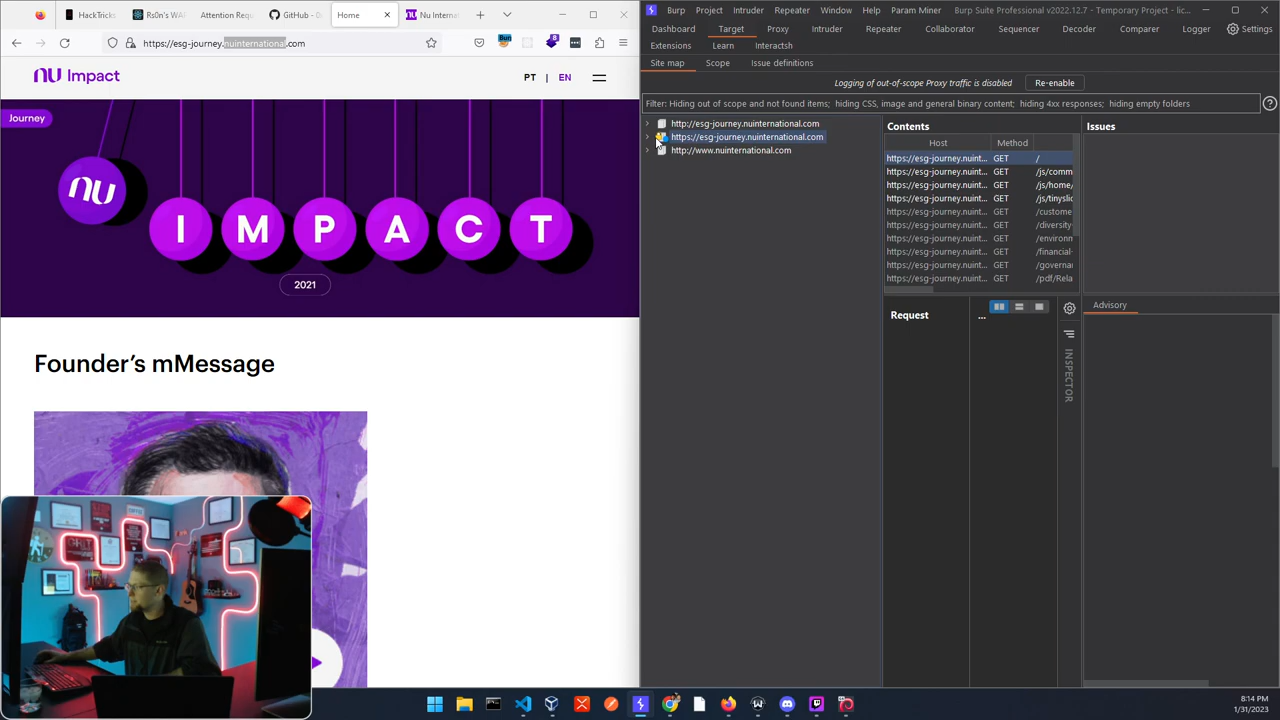 HackTricks
Rs0n's WAF
Attention Requ
GitHub - 0
Home
Nu Interna
https://esg-journey.nuinternational.com
nu Impact
PT | EN
Journey
nu
IMPACT
2021
Founder's mMessage
Burp Project Intruder Repeater Window Help Param Miner Burp Suite Professional v2022.12.7 - Temporary Project - lic...
Dashboard Target Proxy Intruder Repeater Collaborator Sequencer Decoder Comparer Logger Settin
Extensions Learn Interactsh
Site map Scope Issue definitions
Logging of out-of-scope Proxy traffic is disabled Re-enable
Filter: Hiding out of scope and not found items; hiding CSS, image and general binary content; hiding 4xx responses; hiding empty folders
http://esg-journey.nuinternational.com
https://esg-journey.nuinternational.com
http://www.nuinternational.com
Contents
Host Method
https://esg-journey.nuint... GET /
https://esg-journey.nuint... GET /js/comm
https://esg-journey.nuint... GET /js/home/
https://esg-journey.nuint... GET /js/tinyslic
https://esg-journey.nuint... GET /custome
https://esg-journey.nuint... GET /diversity
https://esg-journey.nuint... GET /environm
https://esg-journey.nuint... GET /financial-
https://esg-journey.nuint... GET /governa
https://esg-journey.nuint... GET /pdf/Rela
Issues
Request
...
INSPECTOR
Advisory
8:14 PM
1/31/2023